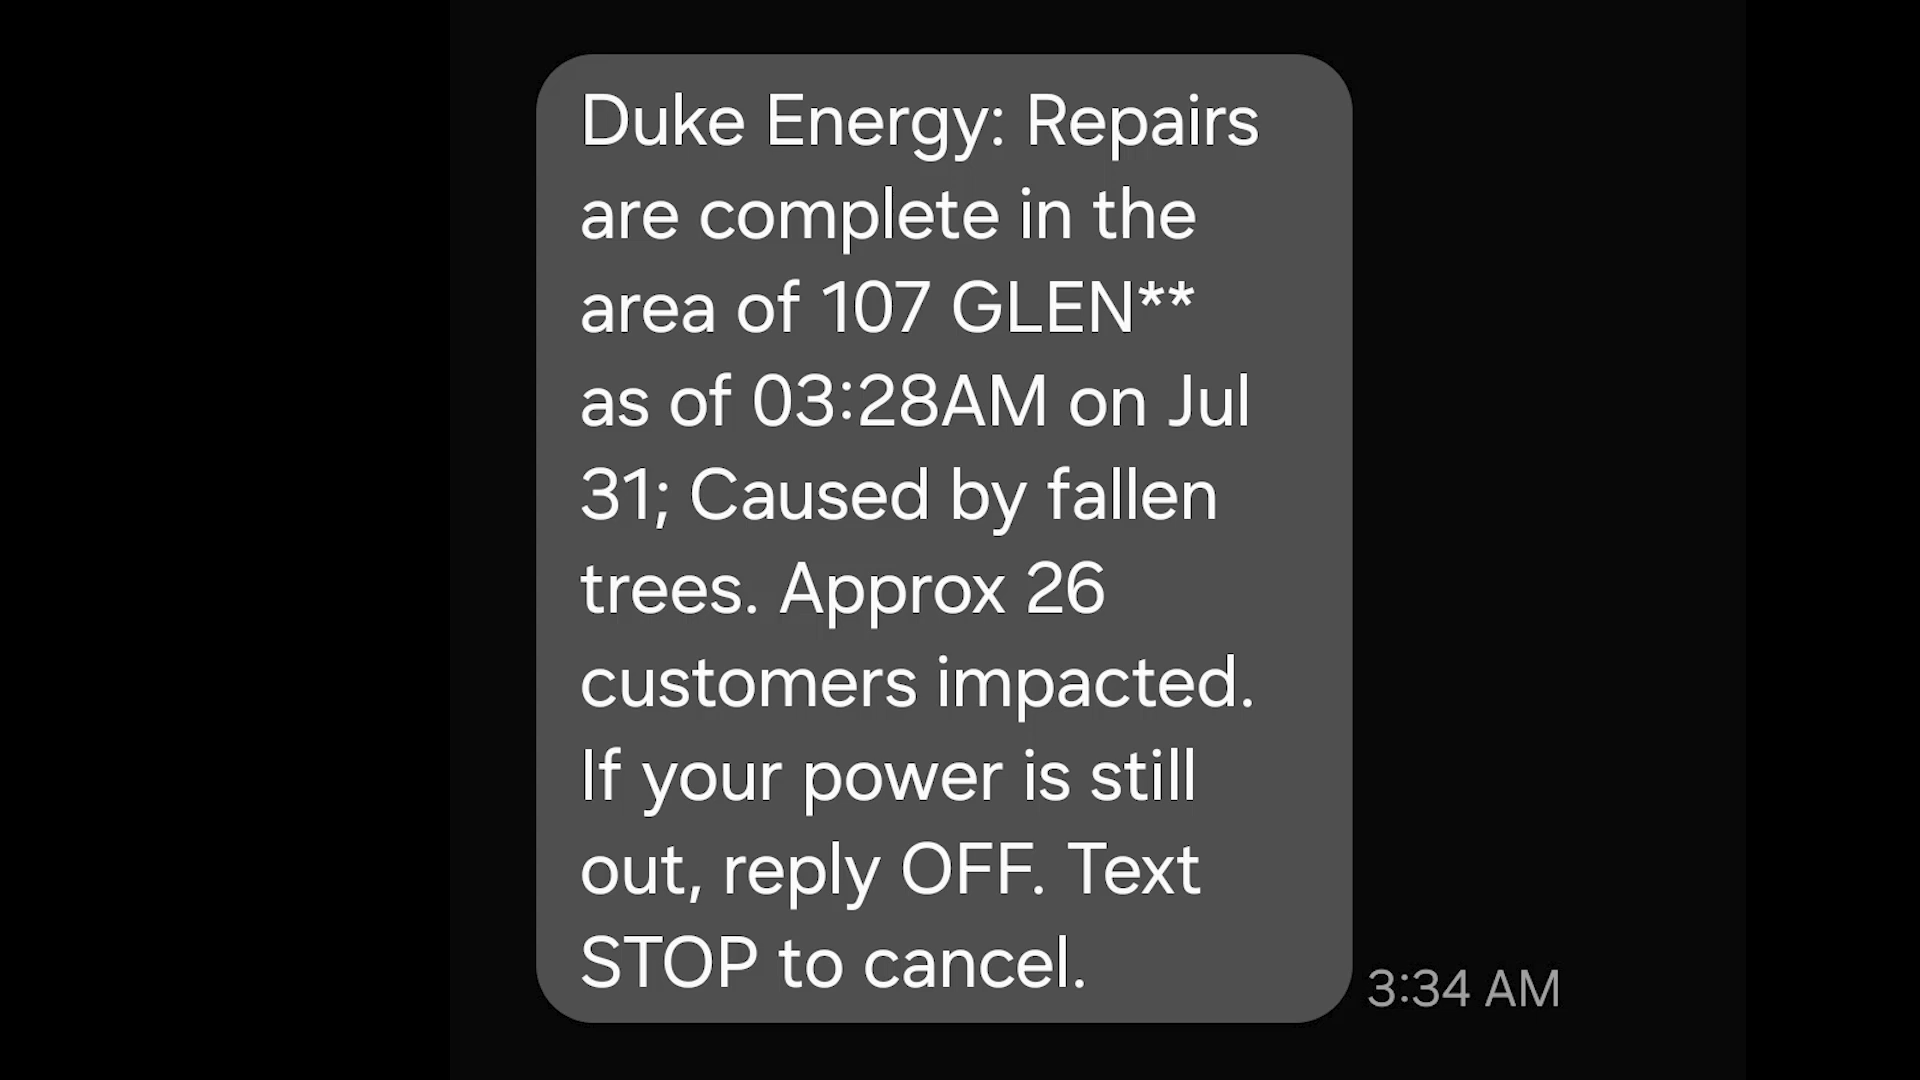 Duke Energy: Repairs
are complete in the
area of 107 GLEN**
as of 03:28AM on Jul
31; Caused by fallen
trees. Approx 26
customers impacted.
If your power is still
out, reply OFF. Text
STOP to cancel.
3:34 AM